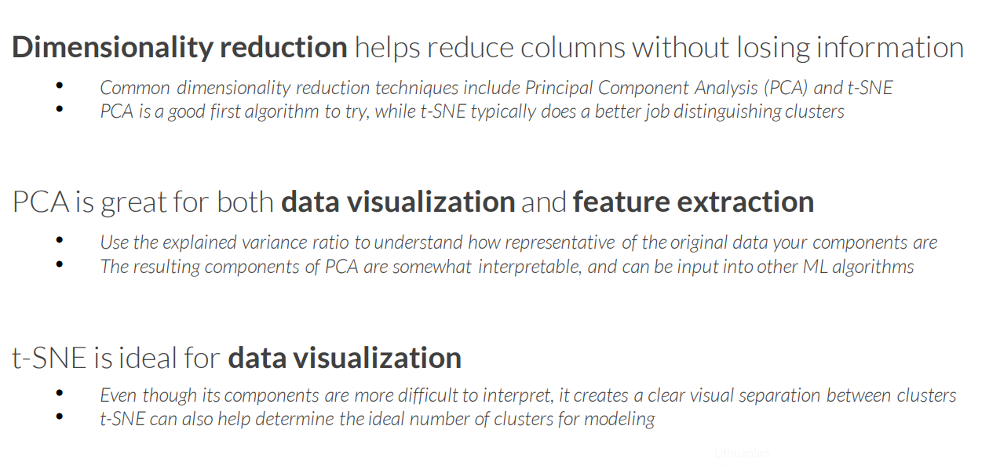 Dimensionality reduction helps reduce columns without losing information
• Common dimensionality reduction techniques include Principal Component Analysis (PCA) and t-SNE
• PCA is a good first algorithm to try, while t-SNE typically does a better job distinguishing clusters
PCA is great for both data visualization and feature extraction
• Use the explained variance ratio to understand how representative of the original data your components are
• The resulting components of PCA are somewhat interpretable, and can be input into other ML algorithms
t-SNE is ideal for data visualization
• Even though its components are more difficult to interpret, it creates a clear visual separation between clusters
• t-SNE can also help determine the ideal number of clusters for modeling
Lithuanian